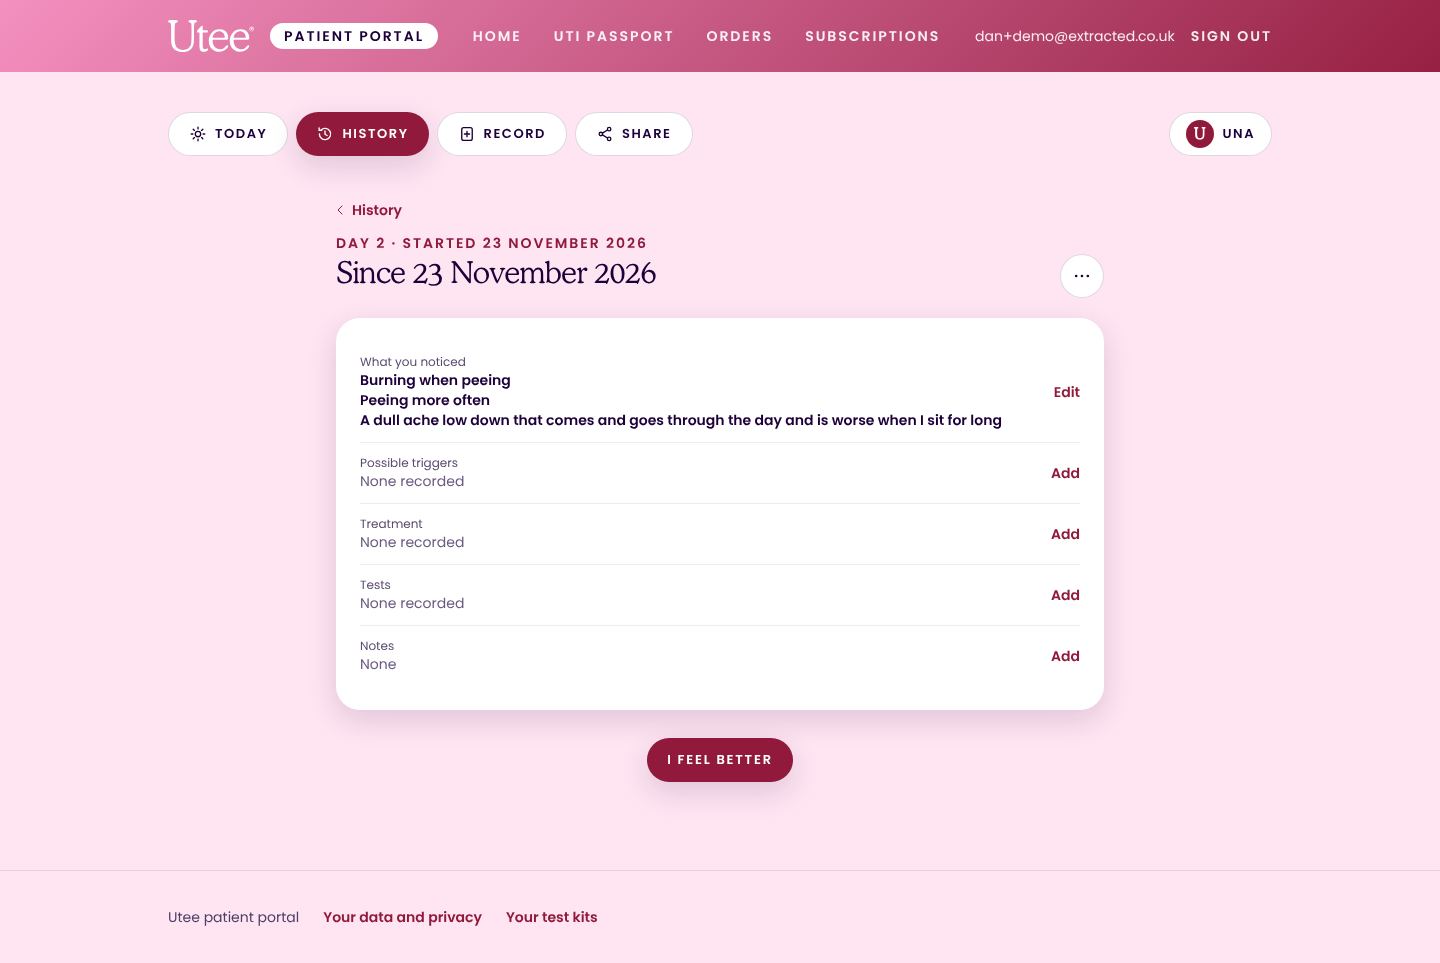 Utee®
PATIENT PORTAL
HOME
UTI PASSPORT
ORDERS
SUBSCRIPTIONS
dan+demo@extracted.co.uk
SIGN OUT
TODAY
HISTORY
RECORD
SHARE
U UNA
History
DAY 2 · STARTED 23 NOVEMBER 2026
Since 23 November 2026
What you noticed
Burning when peeing
Peeing more often
A dull ache low down that comes and goes through the day and is worse when I sit for long
Edit
Possible triggers
None recorded
Add
Treatment
None recorded
Add
Tests
None recorded
Add
Notes
None
Add
I FEEL BETTER
Utee patient portal
Your data and privacy
Your test kits